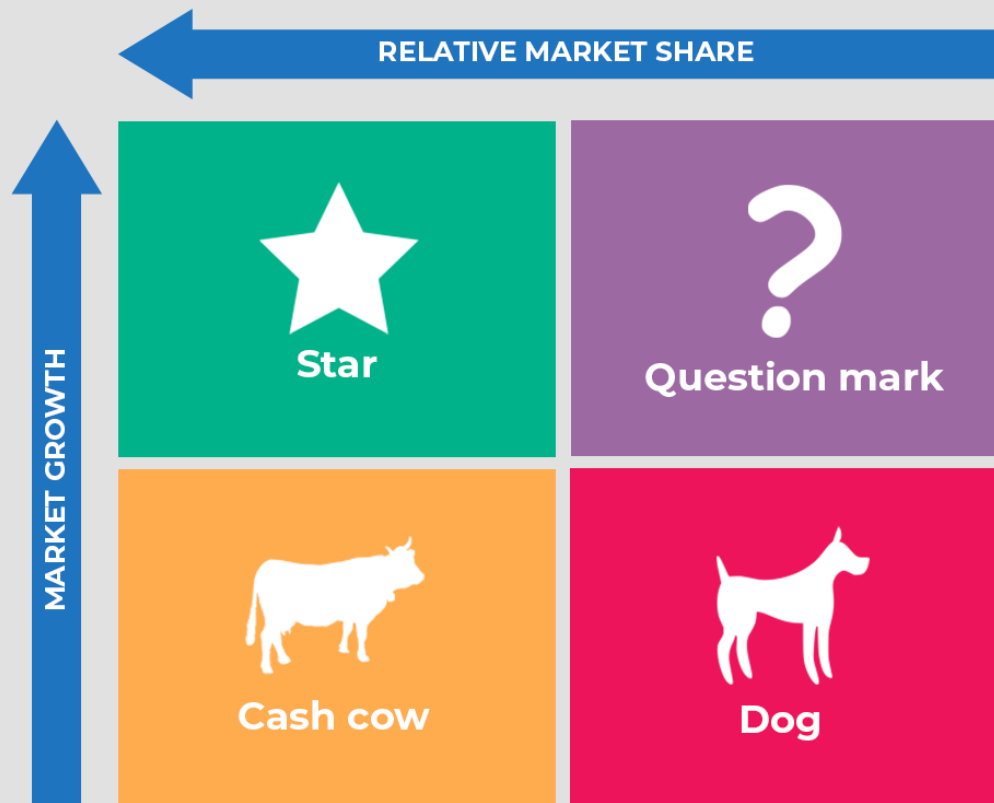 RELATIVE MARKET SHARE
MARKET GROWTH
Star
Question mark
Cash cow
Dog